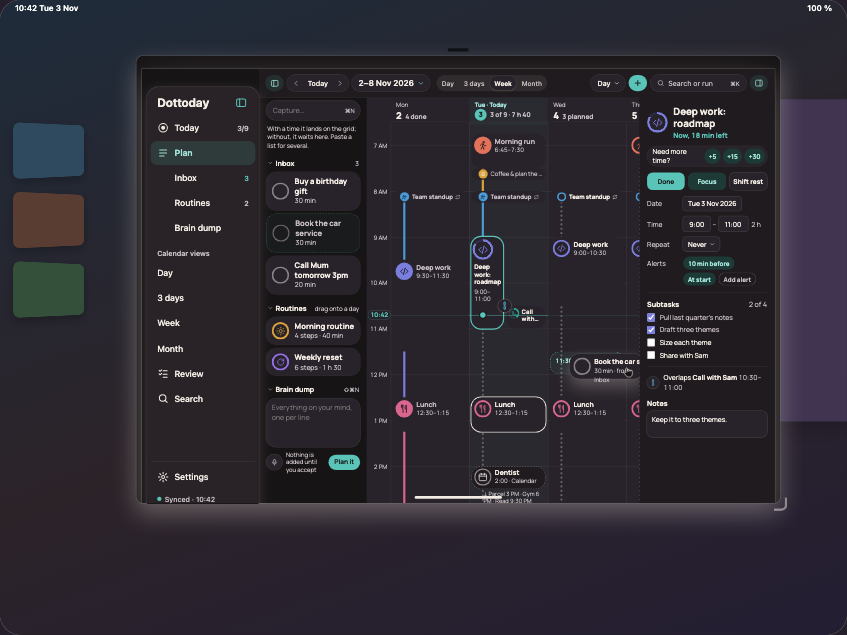 10:42 Tue 3 Nov
100 %
Dottoday
Today 3/9
Plan
Inbox 3
Routines 2
Brain dump
Calendar views
Day
3 days
Week
Month
Review
Search
Settings
Synced · 10:42
Today
2–8 Nov 2026
Day 3 days Week Month
Day
Search or run ⌘K
Capture... ⌘N
With a time it lands on the grid;
without, it waits here. Paste a
list for several.
Inbox 3
Buy a birthday
gift
30 min
Book the car
service
30 min
Call Mum
tomorrow 3pm
20 min
Routines drag onto a day
Morning routine
4 steps · 40 min
Weekly reset
6 steps · 1 h 30
Brain dump ⇧⌘N
Everything on your mind,
one per line
Nothing is
added until
you accept
Plan it
Mon
2 4 done
Tue · Today
3 3 of 9 · 7 h 40
Wed
4 3 planned
5
7 AM
8 AM
9 AM
10 AM
10:42
11 AM
12 PM
1 PM
2 PM
Team standup
Deep work
9:30–11:30
Lunch
12:30–1:15
Morning run
6:45–7:30
Coffee & plan the ...
Team standup
Deep
work:
roadmap
9:00–
11:00
Call
with...
Lunch
12:30–1:15
Dentist
2:00 · Calendar
Parcel 3 PM · Gym 6
PM · Read 9:30 PM
Team standup
Deep work
9:00–10:30
Book the car s
30 min · from
Inbox
Lunch
12:30–1:15
Deep work:
roadmap
Now, 18 min left
Need more
time?
+5 +15 +30
Done Focus Shift rest
Date Tue 3 Nov 2026
Time 9:00 – 11:00 2 h
Repeat Never
Alerts 10 min before
At start Add alert
Subtasks 2 of 4
Pull last quarter's notes
Draft three themes
Size each theme
Share with Sam
Overlaps Call with Sam 10:30–
11:00
Notes
Keep it to three themes.